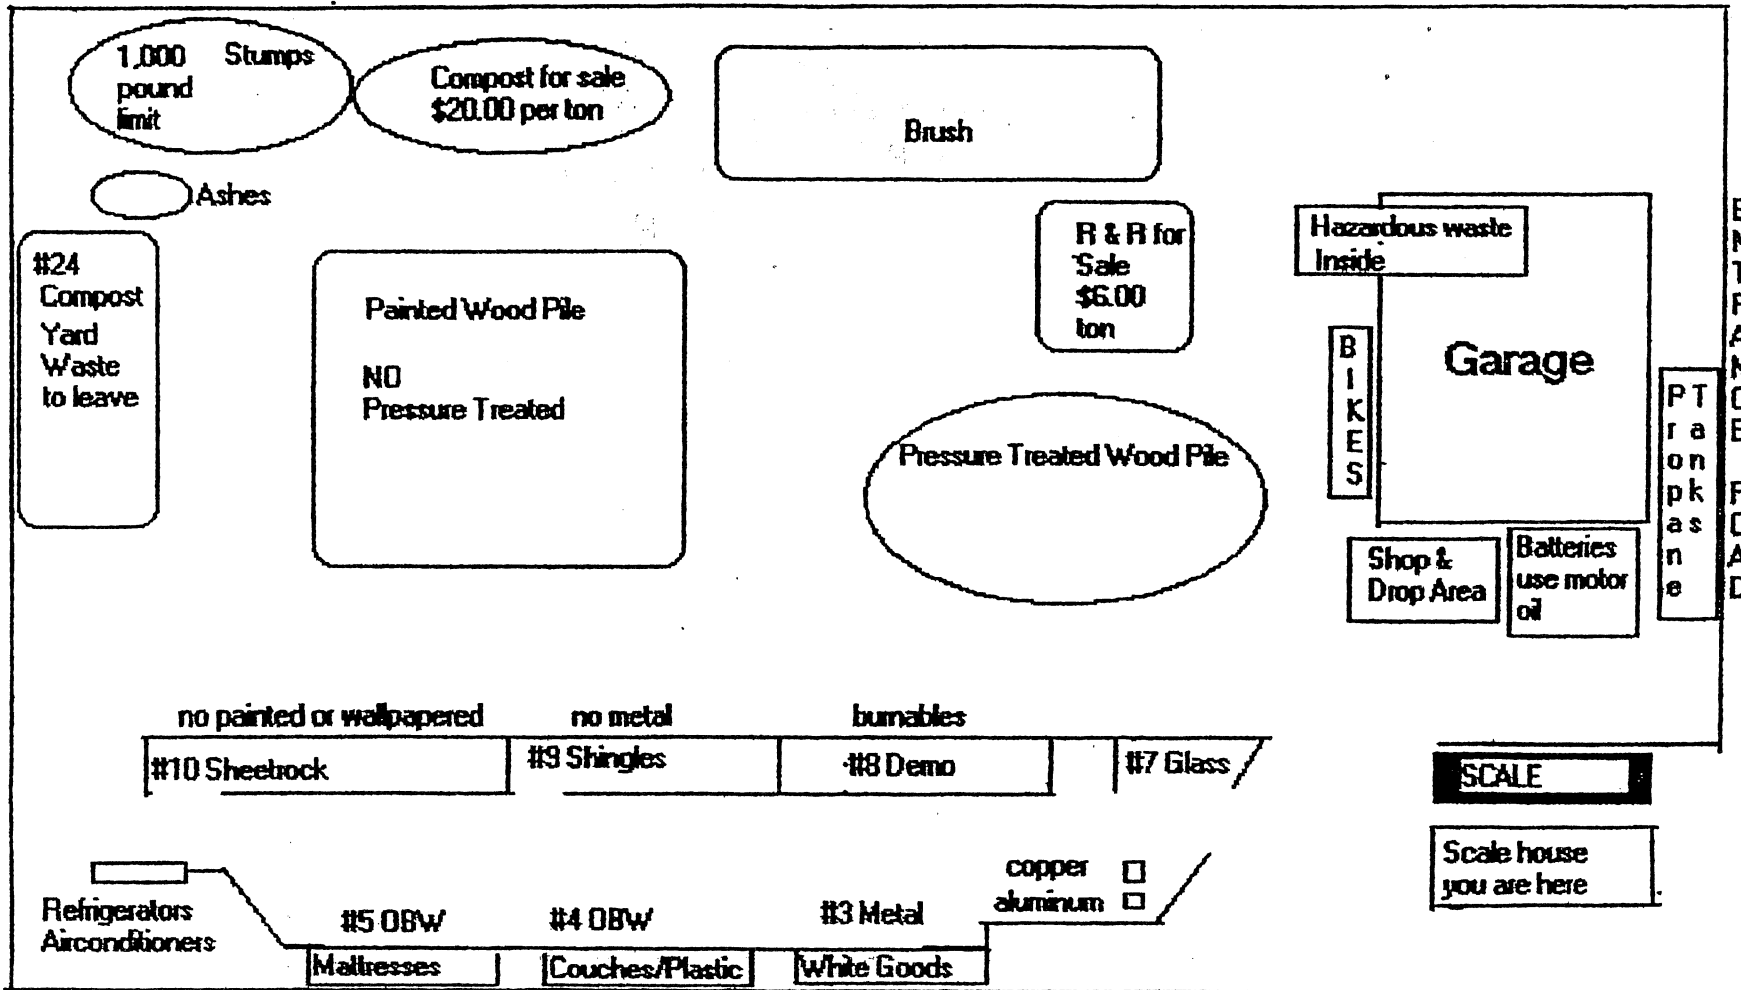 1,000 Stumps
pound
limit
Compost for sale
$20.00 per ton
Brush
Ashes
#24
Compost
Yard
Waste
to leave
Painted Wood Pile
NO
Pressure Treated
R & R for
Sale
$6.00
ton
Hazardous waste
Inside
Garage
BIKES
Propane
Tanks
ENTRANCE ROAD
Pressure Treated Wood Pile
Shop &
Drop Area
Batteries
use motor
oil
no painted or wallpapered
no metal
burnables
#10 Sheetrock
#9 Shingles
#8 Demo
#7 Glass
SCALE
Scale house
you are here
copper
aluminum
Refrigerators
Airconditioners
#5 OBW
#4 OBW
#3 Metal
Mattresses
Couches/Plastic
White Goods